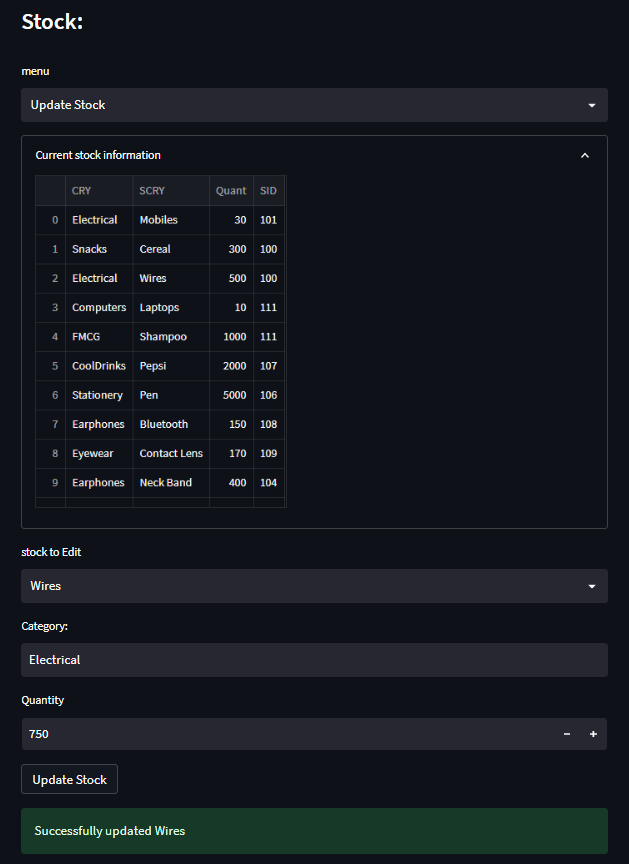 Stock:
menu
Update Stock
Current stock information
CRY SCRY Quant SID
0 Electrical Mobiles 30 101
1 Snacks Cereal 300 100
2 Electrical Wires 500 100
3 Computers Laptops 10 111
4 FMCG Shampoo 1000 111
5 CoolDrinks Pepsi 2000 107
6 Stationery Pen 5000 106
7 Earphones Bluetooth 150 108
8 Eyewear Contact Lens 170 109
9 Earphones Neck Band 400 104
stock to Edit
Wires
Category:
Electrical
Quantity
750 - +
Update Stock
Successfully updated Wires